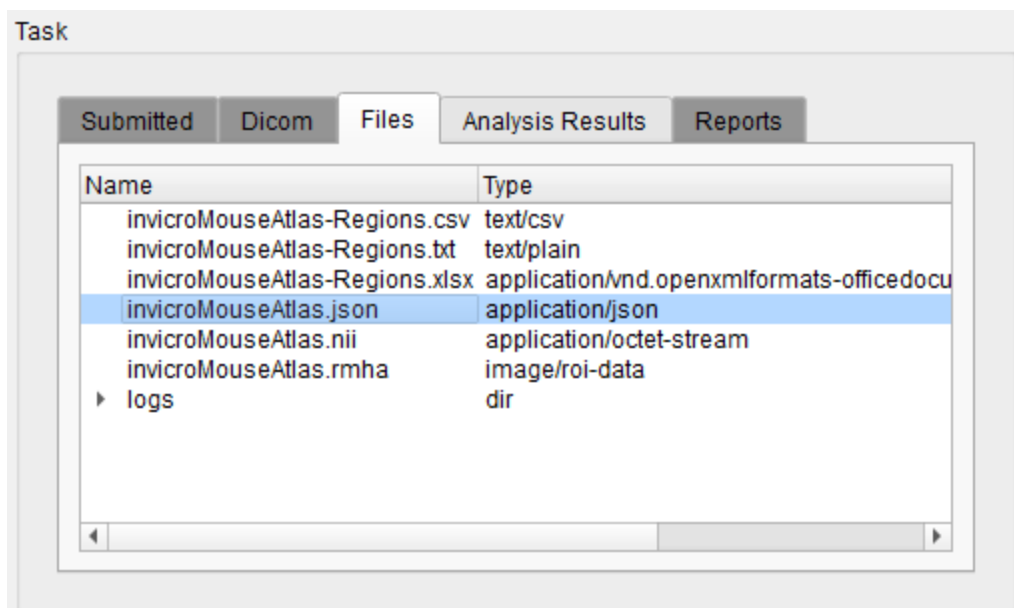 Task
Submitted Dicom Files Analysis Results Reports
Name Type
invicroMouseAtlas-Regions.csv text/csv
invicroMouseAtlas-Regions.txt text/plain
invicroMouseAtlas-Regions.xlsx application/vnd.openxmlformats-officedocu
invicroMouseAtlas.json application/json
invicroMouseAtlas.nii application/octet-stream
invicroMouseAtlas.rmha image/roi-data
logs dir